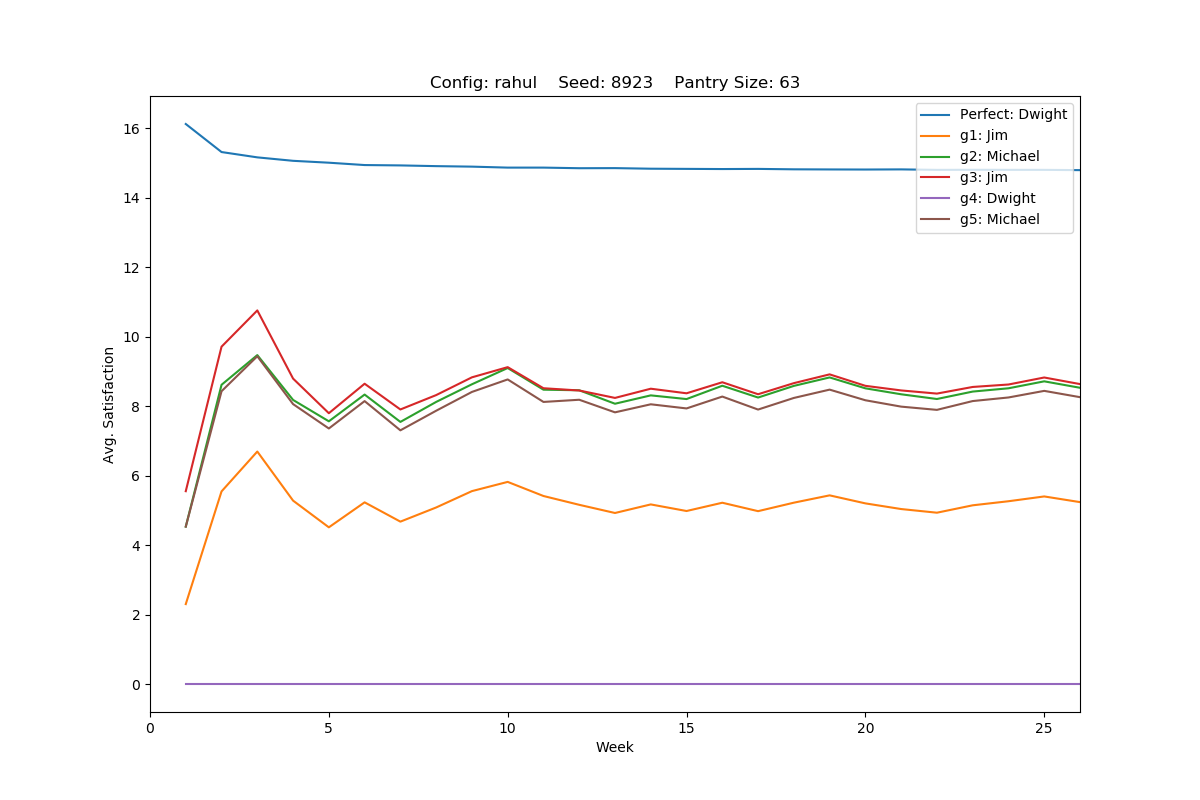 Config: rahul    Seed: 8923    Pantry Size: 63
Perfect: Dwight
g1: Jim
g2: Michael
g3: Jim
g4: Dwight
g5: Michael
Avg. Satisfaction
16
14
12
10
8
6
4
2
0
0 5 10 15 20 25
Week